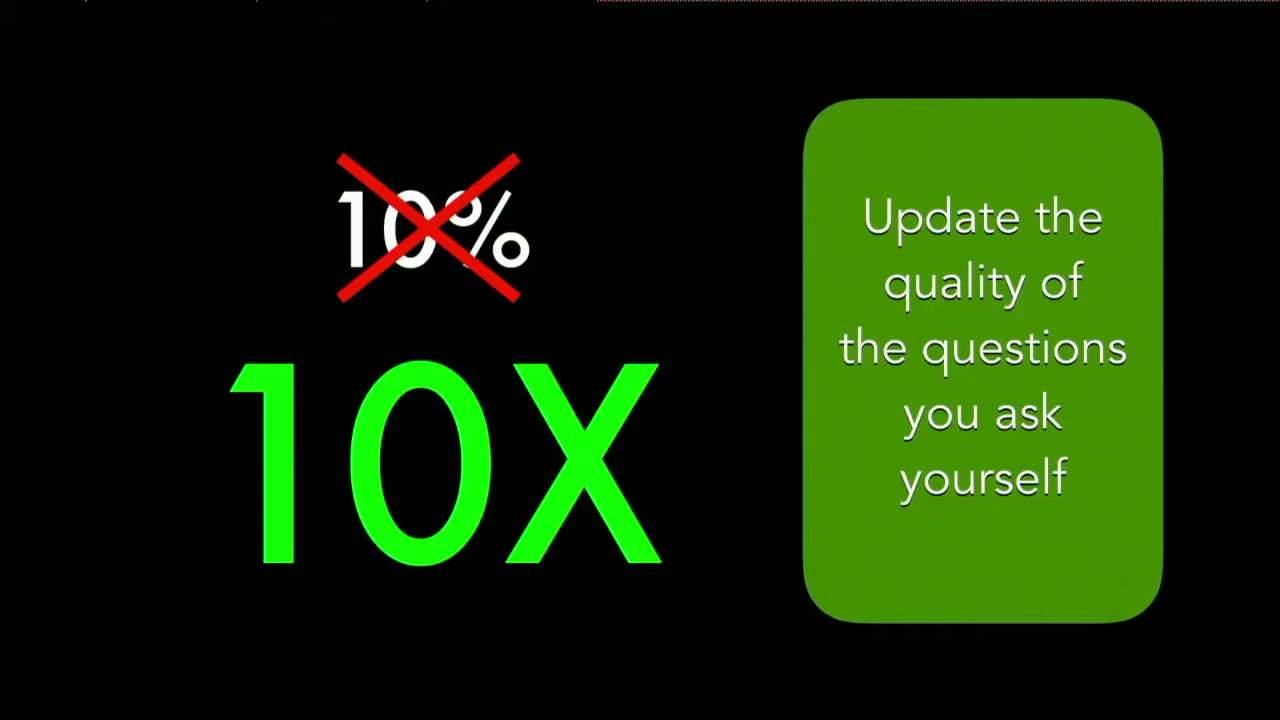 10%
10X
Update the
quality of
the questions
you ask
yourself